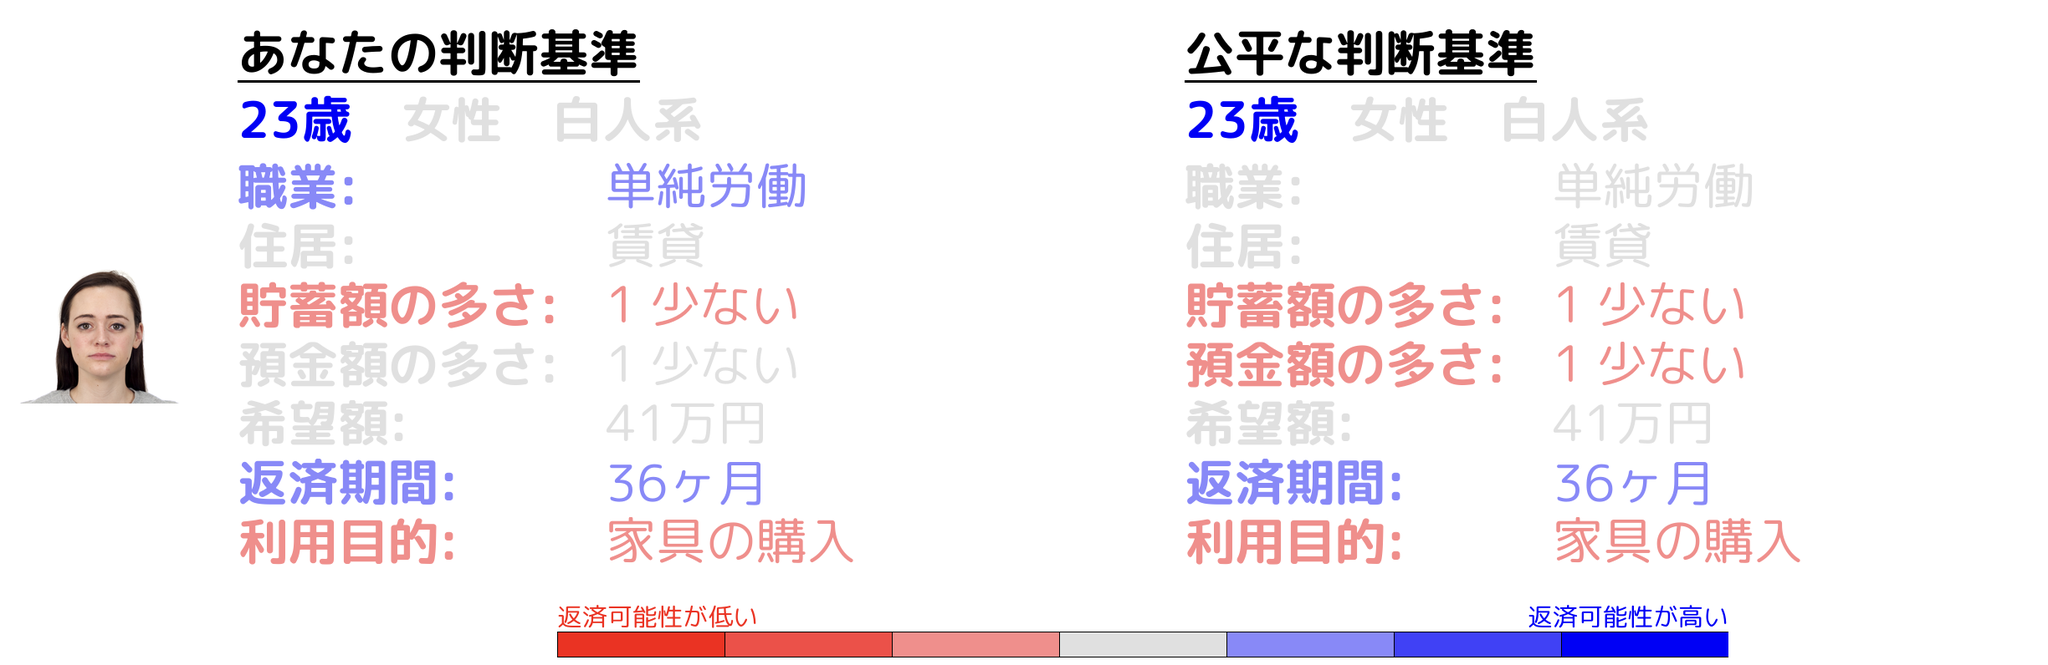 あなたの判断基準
23歳 女性 白人系
職業: 単純労働
住居: 賃貸
貯蓄額の多さ: 1 少ない
預金額の多さ: 1 少ない
希望額: 41万円
返済期間: 36ヶ月
利用目的: 家具の購入
公平な判断基準
23歳 女性 白人系
職業: 単純労働
住居: 賃貸
貯蓄額の多さ: 1 少ない
預金額の多さ: 1 少ない
希望額: 41万円
返済期間: 36ヶ月
利用目的: 家具の購入
返済可能性が低い
返済可能性が高い